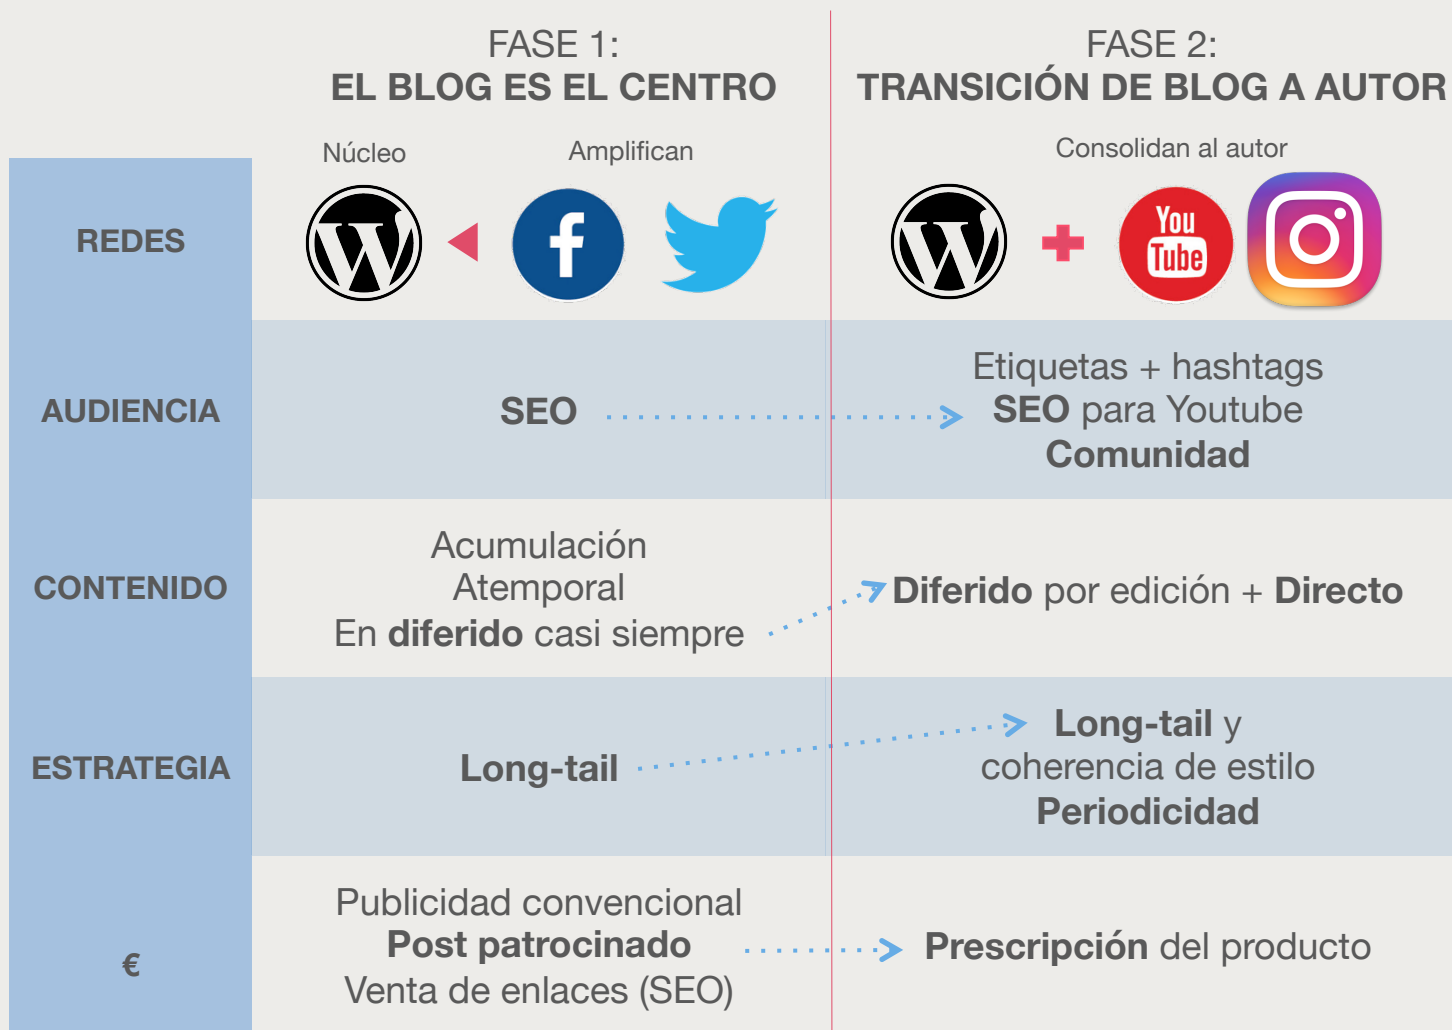 FASE 1:
EL BLOG ES EL CENTRO
FASE 2:
TRANSICIÓN DE BLOG A AUTOR
Núcleo
Amplifican
Consolidan al autor
REDES
You
Tube
AUDIENCIA
SEO
Etiquetas + hashtags
SEO para Youtube
Comunidad
CONTENIDO
Acumulación
Atemporal
En diferido casi siempre
Diferido por edición + Directo
ESTRATEGIA
Long-tail
Long-tail y
coherencia de estilo
Periodicidad
€
Publicidad convencional
Post patrocinado
Venta de enlaces (SEO)
Prescripción del producto